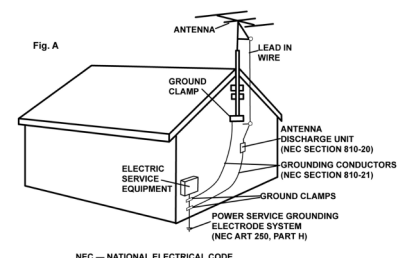 ANTENNA
Fig. A
LEAD IN
WIRE
GROUND
CLAMP
ANTENNA
DISCHARGE UNIT
(NEC SECTION 810-20)
ELECTRIC
SERVICE
EQUIPMENT
GROUNDING CONDUCTORS
(NEC SECTION 810-21)
GROUND CLAMPS
POWER SERVICE GROUNDING
ELECTRODE SYSTEM
(NEC ART 250, PART H)
NEC — NATIONAL ELECTRICAL CODE